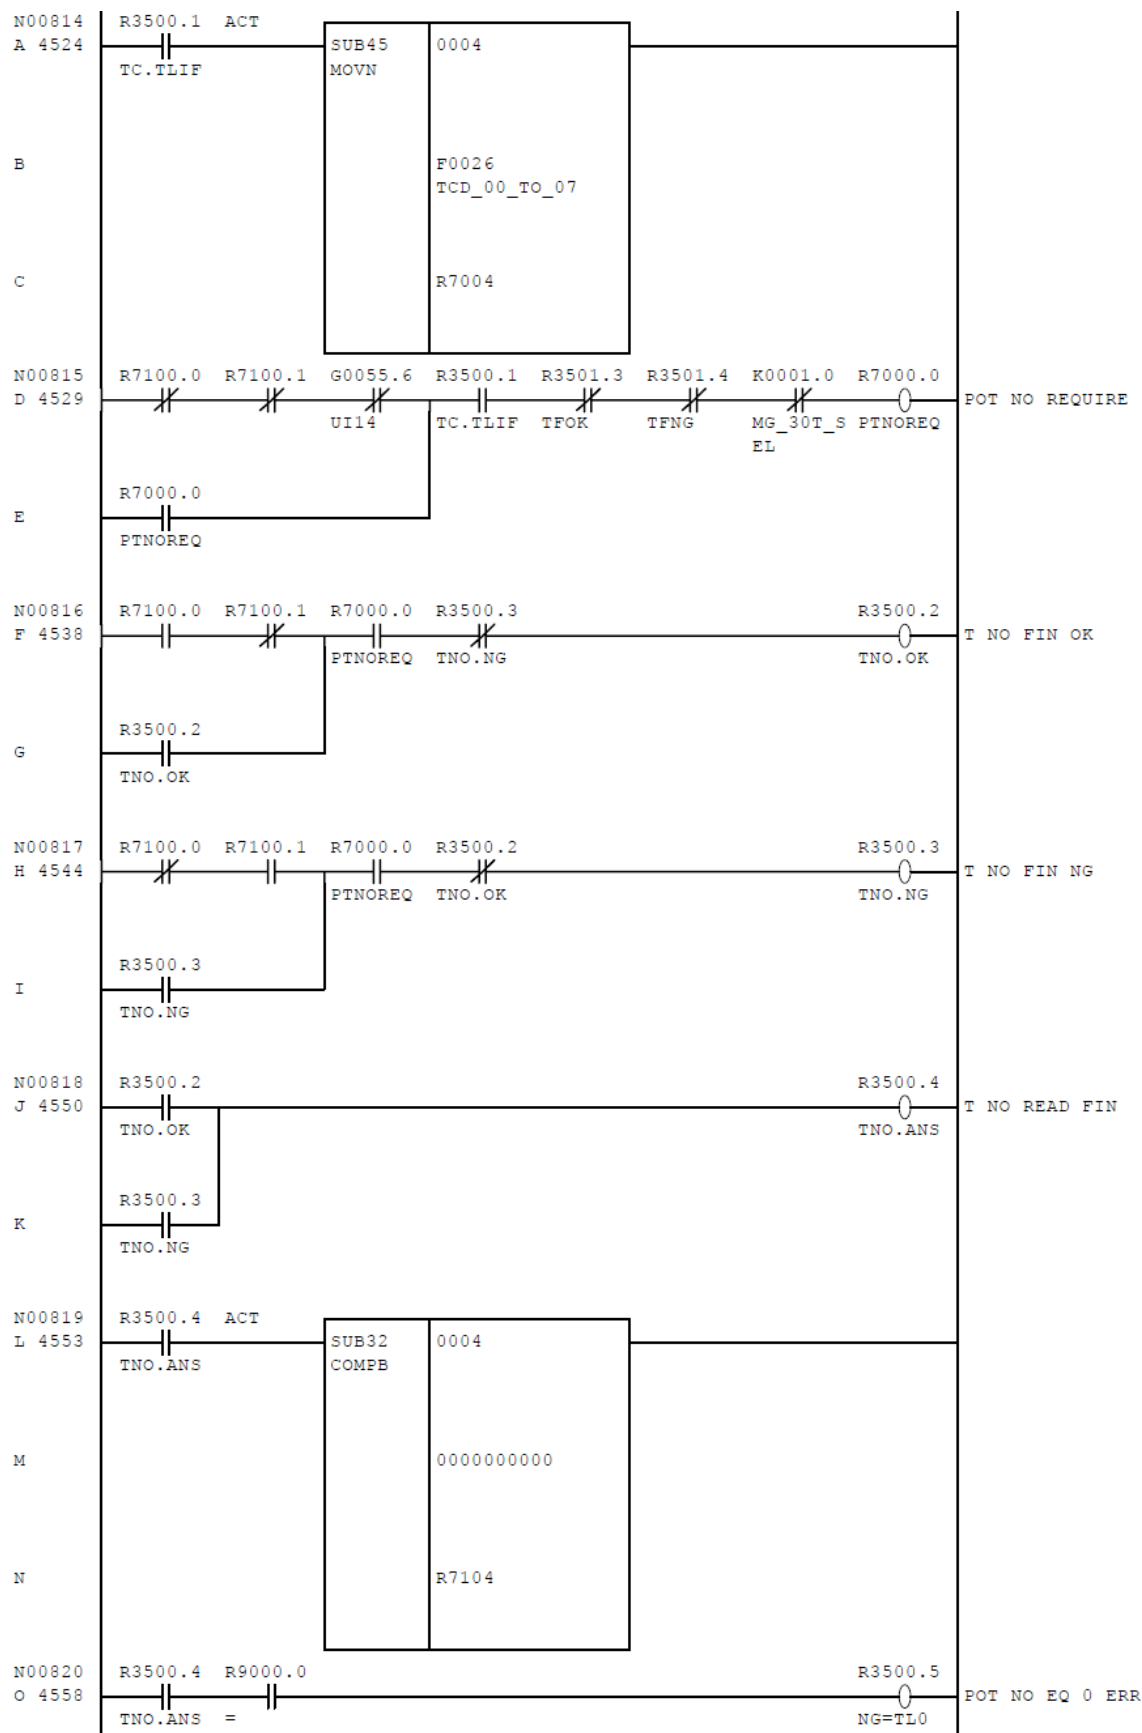 N00814 R3500.1 ACT
A 4524 SUB45 0004
TC.TLIF MOVN
B F0026
TCD_00_TO_07
C R7004
N00815 R7100.0 R7100.1 G0055.6 R3500.1 R3501.3 R3501.4 K0001.0 R7000.0
D 4529 POT NO REQUIRE
UI14 TC.TLIF TFOK TFNG MG_30T_S PTNOREQ
EL
R7000.0
E
PTNOREQ
N00816 R7100.0 R7100.1 R7000.0 R3500.3 R3500.2
F 4538 T NO FIN OK
PTNOREQ TNO.NG TNO.OK
R3500.2
G
TNO.OK
N00817 R7100.0 R7100.1 R7000.0 R3500.2 R3500.3
H 4544 T NO FIN NG
PTNOREQ TNO.OK TNO.NG
R3500.3
I
TNO.NG
N00818 R3500.2 R3500.4
J 4550 T NO READ FIN
TNO.OK TNO.ANS
R3500.3
K
TNO.NG
N00819 R3500.4 ACT
L 4553 SUB32 0004
TNO.ANS COMPB
M 0000000000
N R7104
N00820 R3500.4 R9000.0 R3500.5
O 4558 POT NO EQ 0 ERR
TNO.ANS = NG=TL0